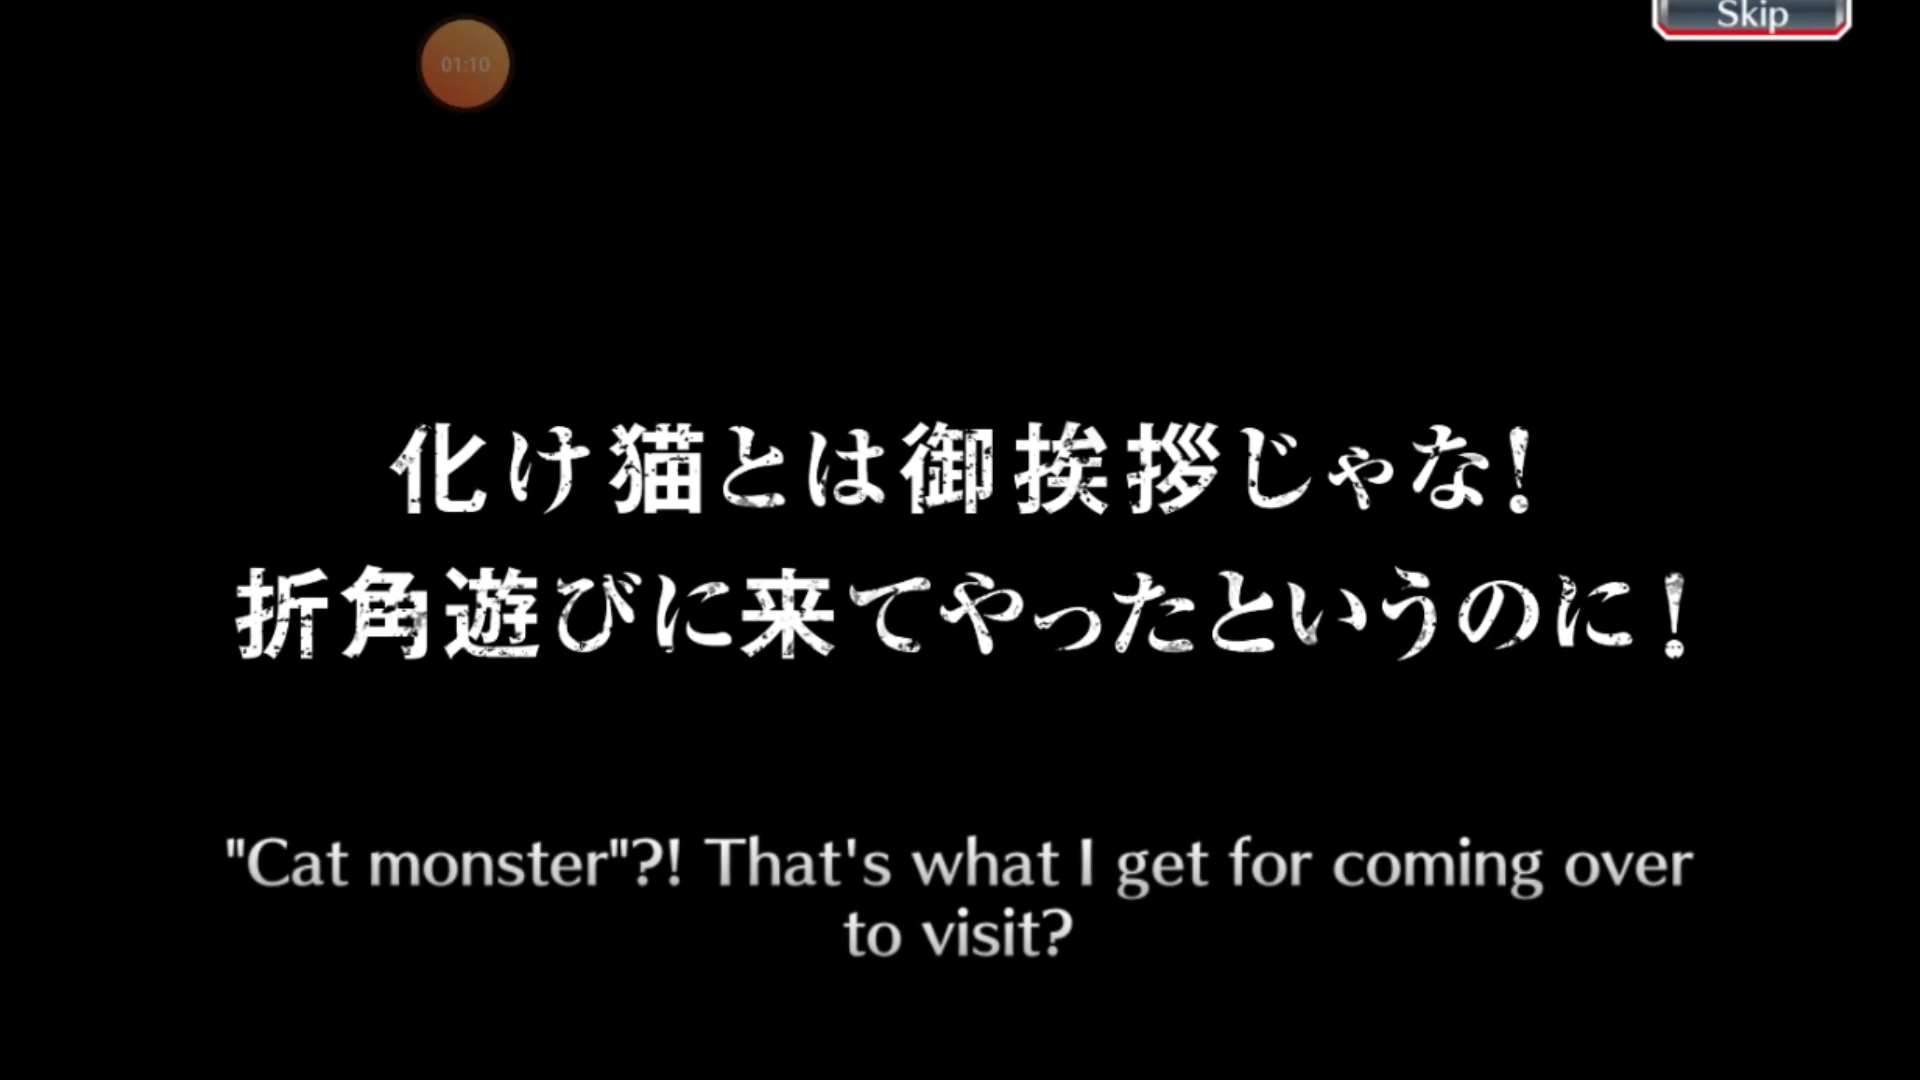 Skip
01:10
化け猫とは御挨拶じゃな!
折角遊びに来てやったというのに!
"Cat monster"?! That's what I get for coming over
to visit?